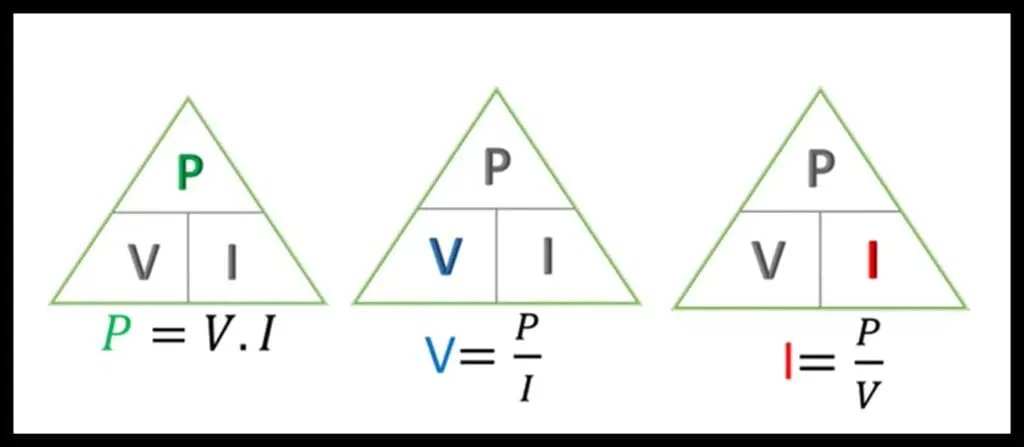 P
V I
P = V . I
P
V I
V= P/I
P
V I
I= P/V